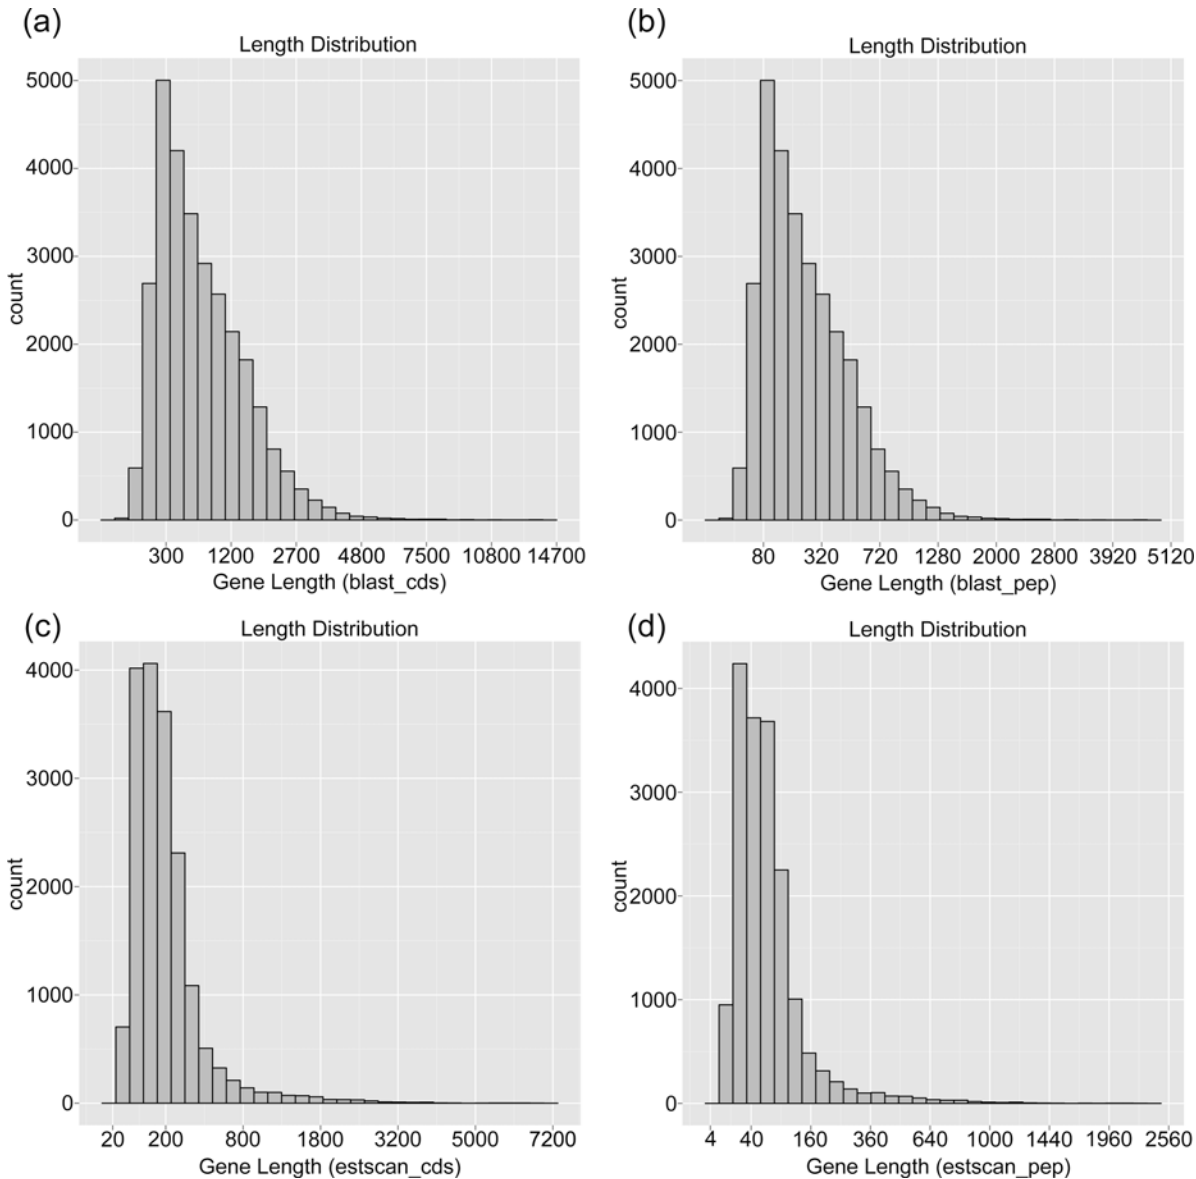 (a)
Length Distribution
5000
4000
3000
2000
1000
0
count
300 1200 2700 4800 7500 10800 14700
Gene Length (blast_cds)
(b)
Length Distribution
5000
4000
3000
2000
1000
0
count
80 320 720 1280 2000 2800 3920 5120
Gene Length (blast_pep)
(c)
Length Distribution
4000
3000
2000
1000
0
count
20 200 800 1800 3200 5000 7200
Gene Length (estscan_cds)
(d)
Length Distribution
4000
3000
2000
1000
0
count
4 40 160 360 640 1000 1440 1960 2560
Gene Length (estscan_pep)